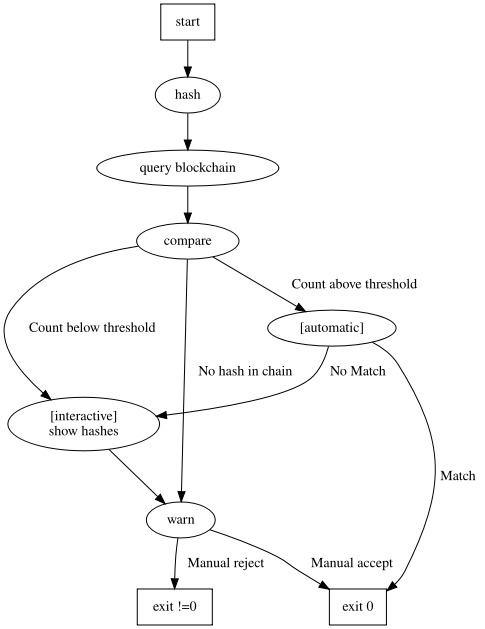 start
hash
query blockchain
compare
Count above threshold
Count below threshold
[automatic]
No hash in chain
No Match
[interactive]
show hashes
Match
warn
Manual reject
Manual accept
exit !=0
exit 0